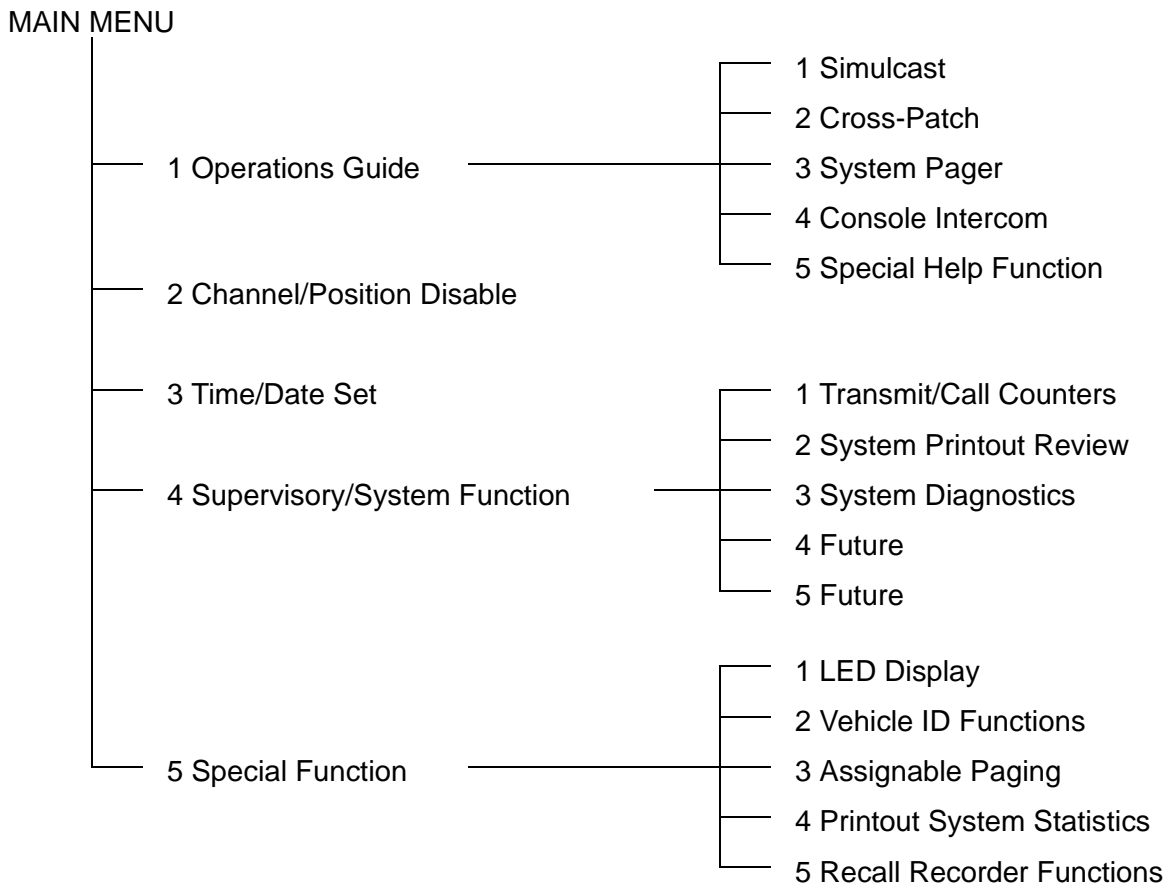 MAIN MENU
1 Operations Guide
1 Simulcast
2 Cross-Patch
3 System Pager
4 Console Intercom
5 Special Help Function
2 Channel/Position Disable
3 Time/Date Set
4 Supervisory/System Function
1 Transmit/Call Counters
2 System Printout Review
3 System Diagnostics
4 Future
5 Future
5 Special Function
1 LED Display
2 Vehicle ID Functions
3 Assignable Paging
4 Printout System Statistics
5 Recall Recorder Functions